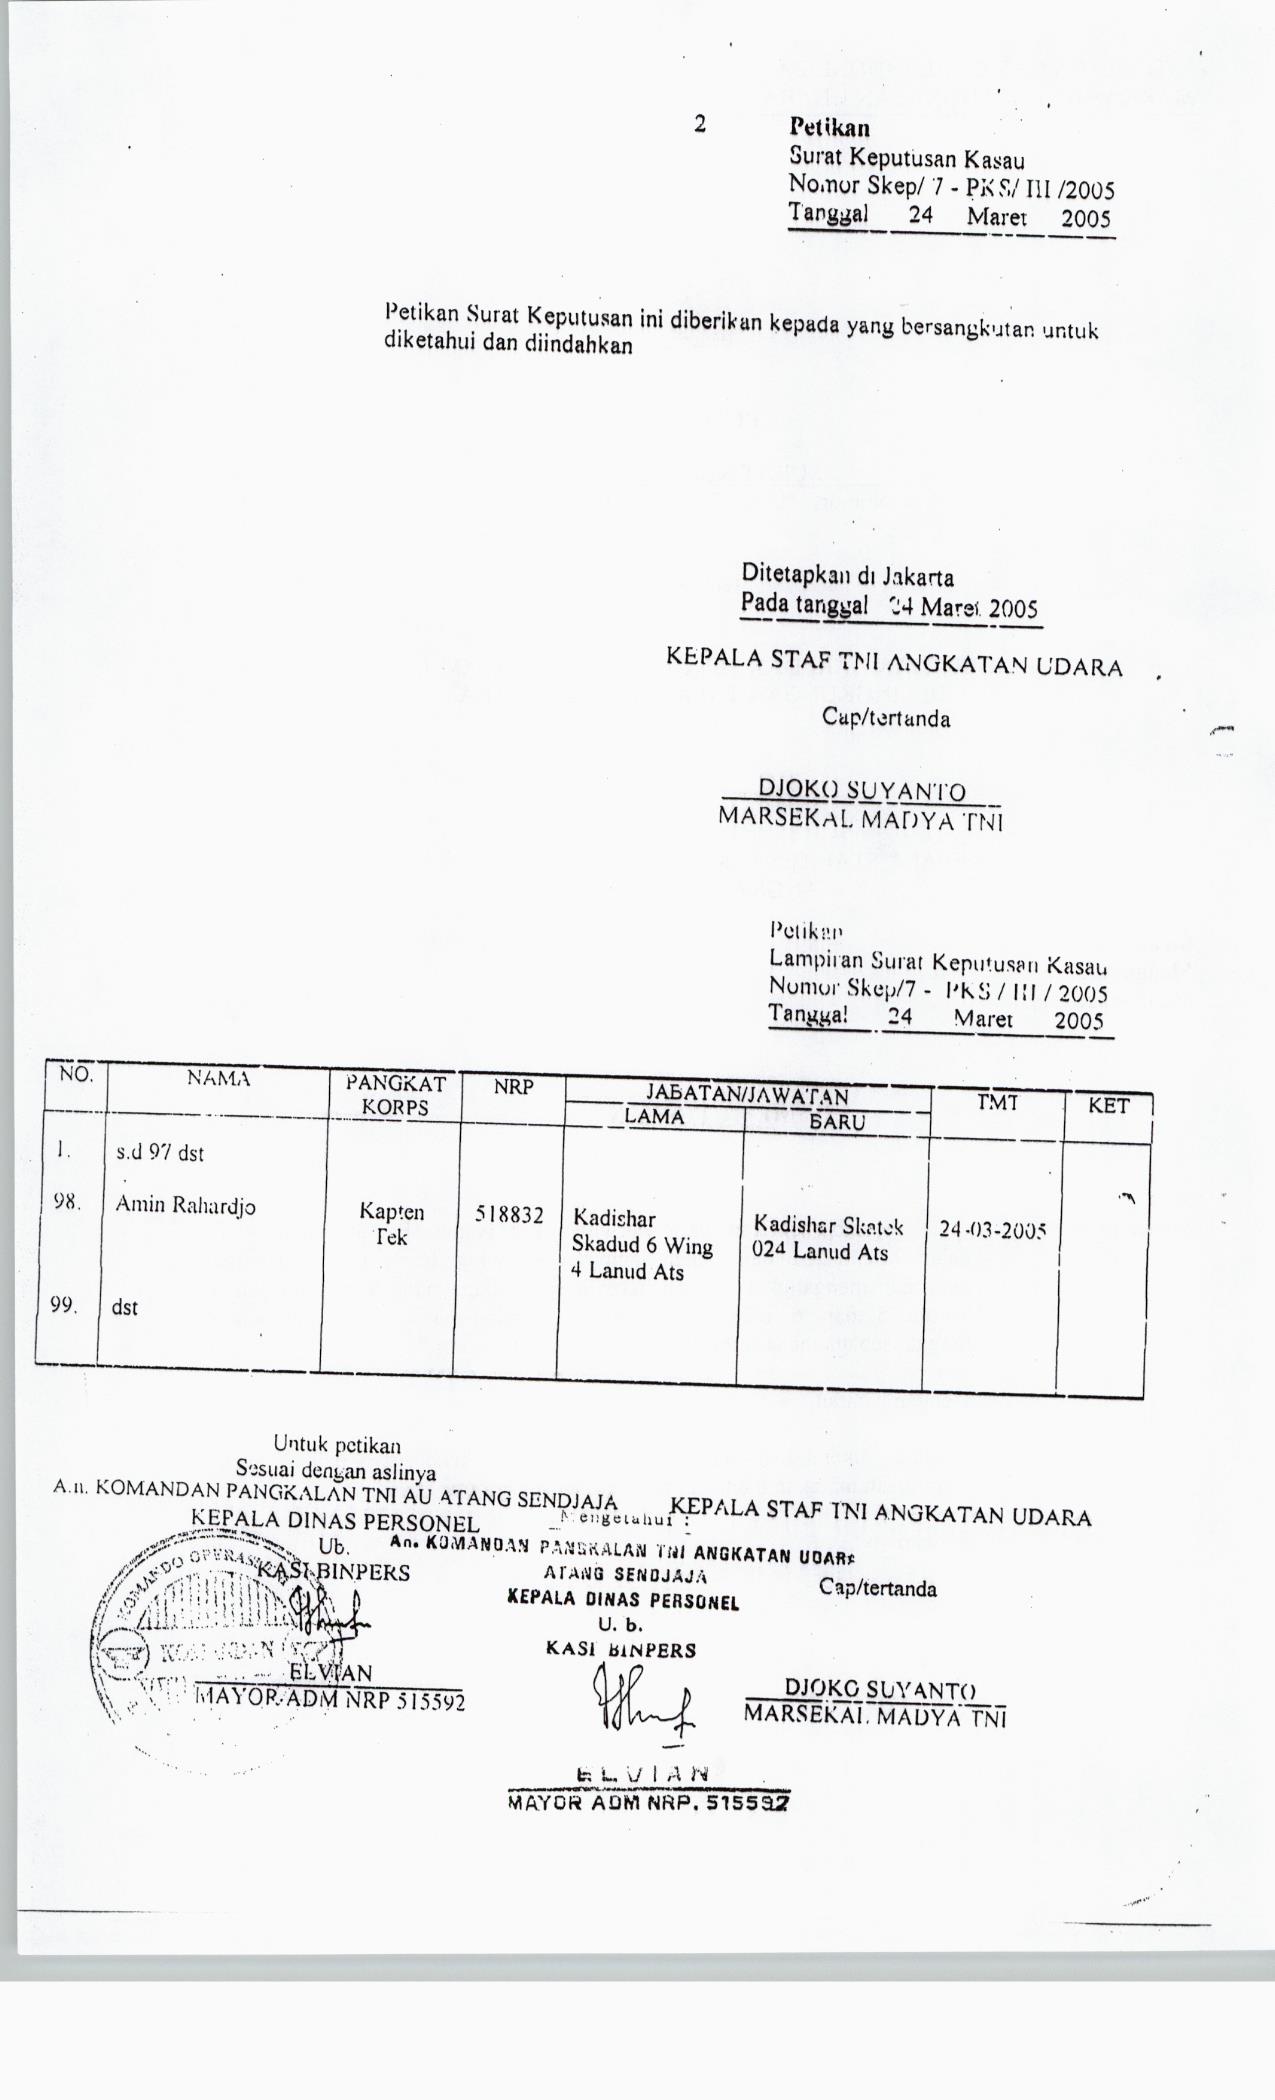 2
Petikan
Surat Keputusan Kasau
Nomor Skep/ 7 - PKS/ III /2005
Tanggal 24 Maret 2005
Petikan Surat Keputusan ini diberikan kepada yang bersangkutan untuk
diketahui dan diindahkan
Ditetapkan di Jakarta
Pada tanggal 24 Maret 2005
KEPALA STAF TNI ANGKATAN UDARA
Cap/tertanda
DJOKO SUYANTO
MARSEKAL MADYA TNI
Petikan
Lampiran Surat Keputusan Kasau
Nomor Skep/7 - PKS / III / 2005
Tanggal 24 Maret 2005
NO. NAMA PANGKAT KORPS NRP JABATAN/JAWATAN TMT KET
LAMA BARU
1. s.d 97 dst
98. Amin Rahardjo Kapten Tek 518832 Kadishar Skadud 6 Wing 4 Lanud Ats Kadishar Skatek 024 Lanud Ats 24-03-2005
99. dst
Untuk petikan
Sesuai dengan aslinya
A.n. KOMANDAN PANGKALAN TNI AU ATANG SENDJAJA
KEPALA DINAS PERSONEL
Ub.
KASI BINPERS
KOMANDO OPERASI
ELVIAN
MAYOR ADM NRP 515592
Mengetahui :
An. KOMANDAN PANGKALAN TNI ANGKATAN UDARA
ATANG SENDJAJA
KEPALA DINAS PERSONEL
U. b.
KASI BINPERS
ELVIAN
MAYOR ADM NRP. 515592
KEPALA STAF TNI ANGKATAN UDARA
Cap/tertanda
DJOKO SUYANTO
MARSEKAL MADYA TNI